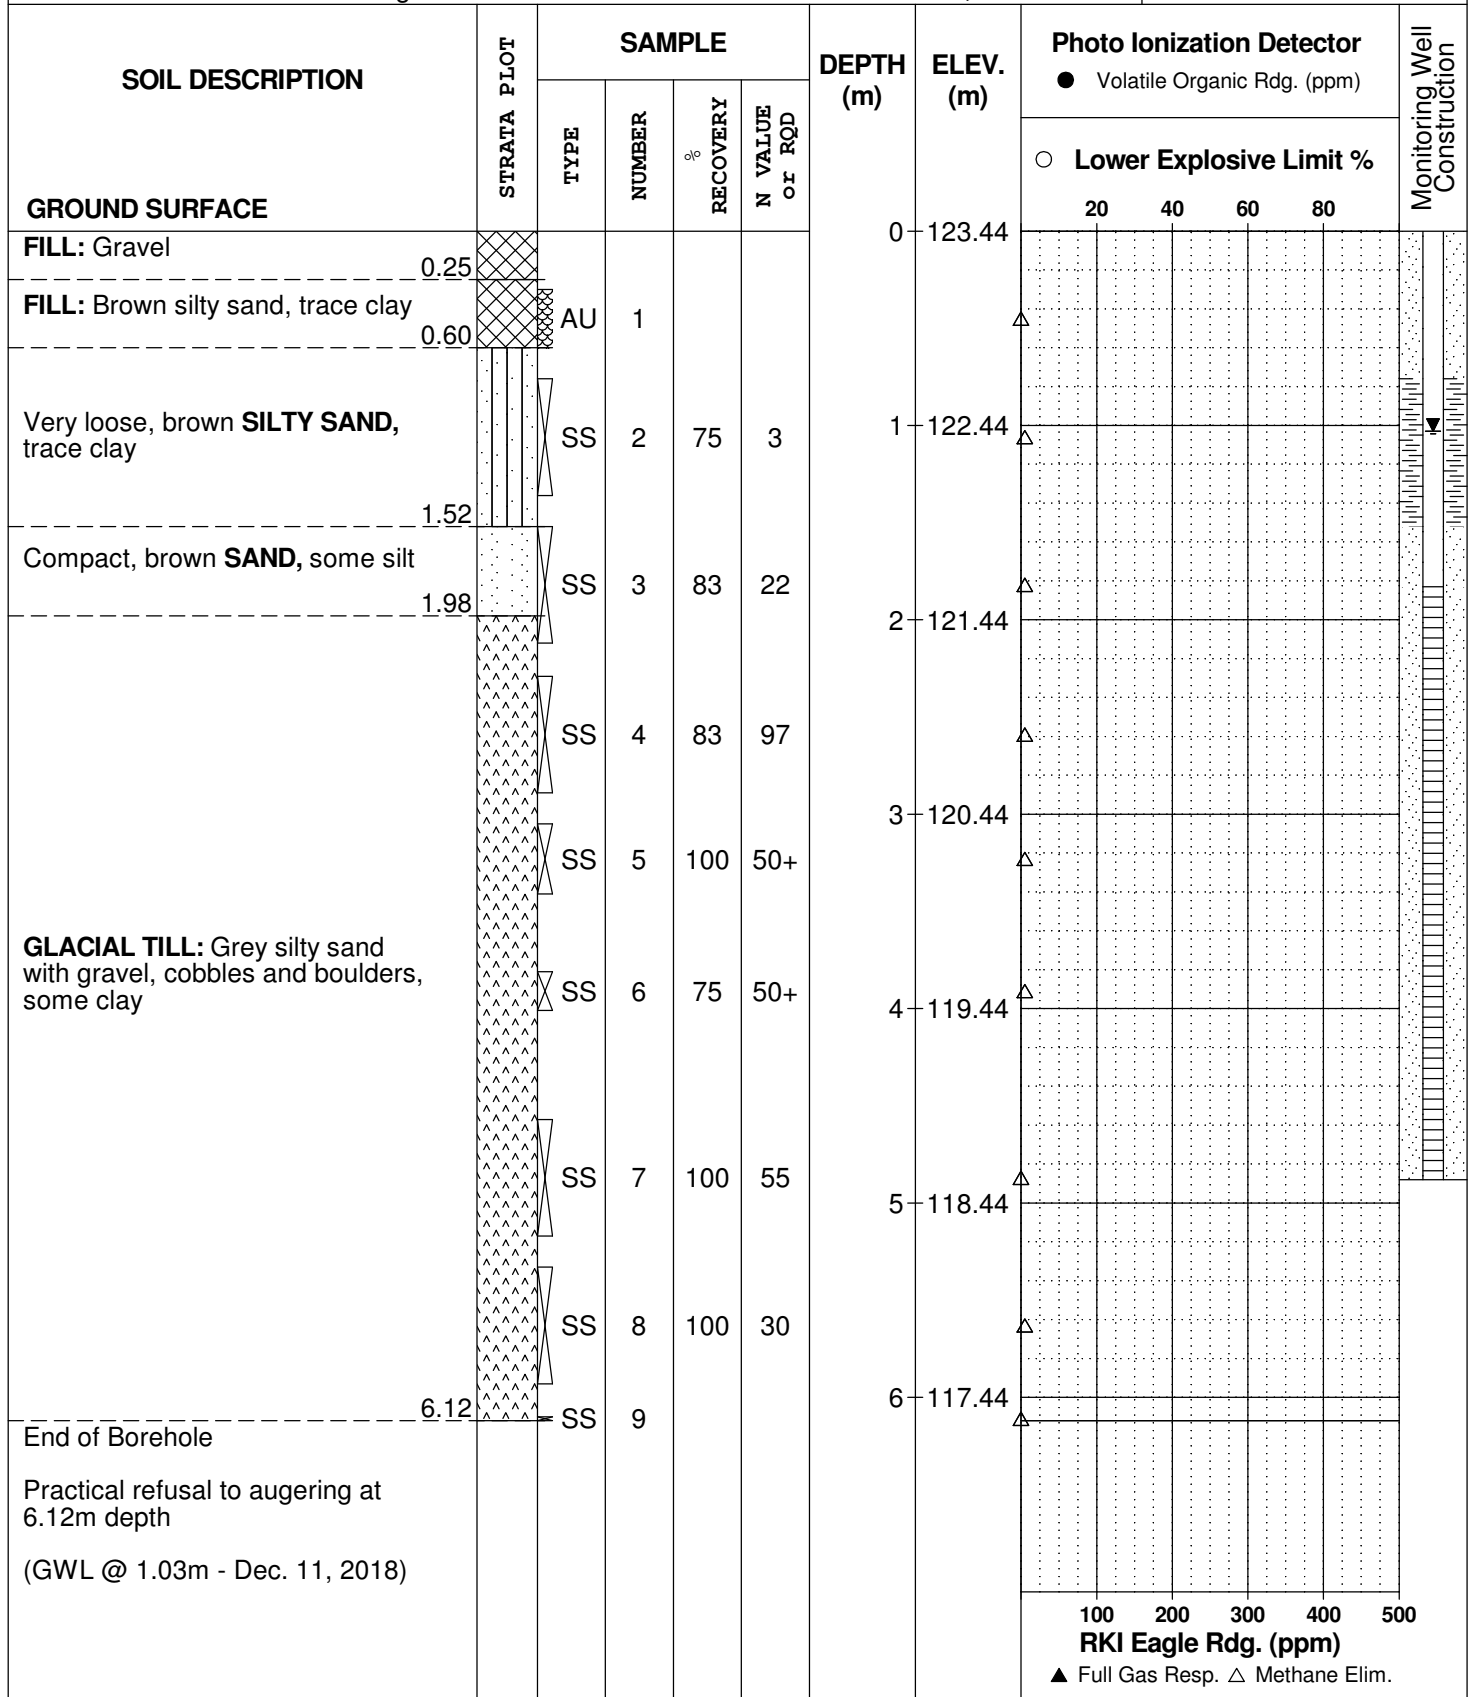 SOIL DESCRIPTION
GROUND SURFACE
STRATA PLOT
SAMPLE
TYPE
NUMBER
%
RECOVERY
N VALUE
or RQD
DEPTH
(m)
ELEV.
(m)
Photo Ionization Detector
● Volatile Organic Rdg. (ppm)
○ Lower Explosive Limit %
20 40 60 80
Monitoring Well
Construction
0 123.44
FILL: Gravel
0.25
FILL: Brown silty sand, trace clay
0.60
AU 1
Very loose, brown SILTY SAND,
trace clay
1.52
SS 2 75 3
1 122.44
Compact, brown SAND, some silt
1.98
SS 3 83 22
2 121.44
SS 4 83 97
3 120.44
SS 5 100 50+
GLACIAL TILL: Grey silty sand
with gravel, cobbles and boulders,
some clay
SS 6 75 50+
4 119.44
SS 7 100 55
5 118.44
SS 8 100 30
6 117.44
6.12
SS 9
End of Borehole
Practical refusal to augering at
6.12m depth
(GWL @ 1.03m - Dec. 11, 2018)
100 200 300 400 500
RKI Eagle Rdg. (ppm)
▲ Full Gas Resp. △ Methane Elim.